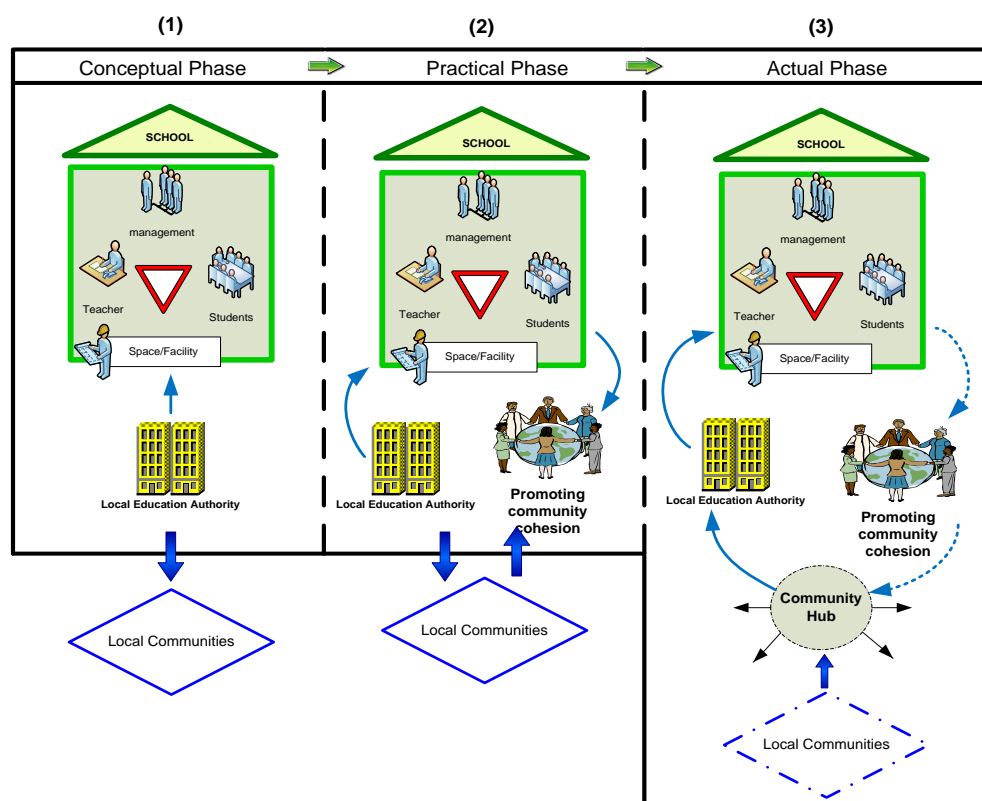 (1)
(2)
(3)
Conceptual Phase
Practical Phase
Actual Phase
SCHOOL
management
Teacher
Students
Space/Facility
Local Education Authority
Local Communities
SCHOOL
management
Teacher
Students
Space/Facility
Local Education Authority
Promoting
community
cohesion
Local Communities
SCHOOL
management
Teacher
Students
Space/Facility
Local Education Authority
Promoting
community
cohesion
Community
Hub
Local Communities